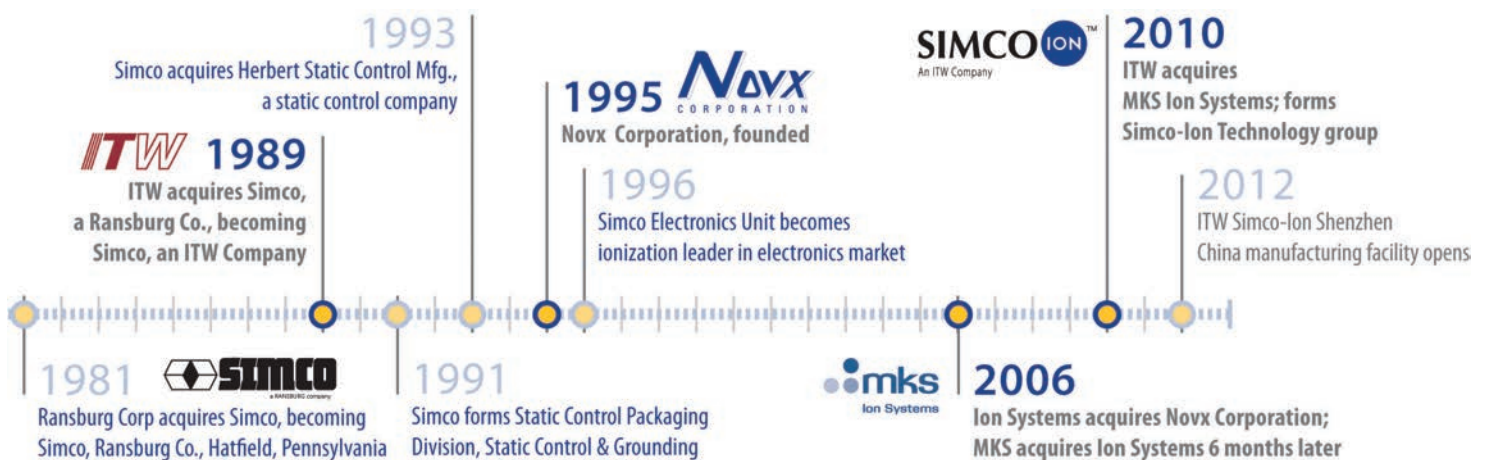 1993
Simco acquires Herbert Static Control Mfg.,
a static control company
ITW 1989
ITW acquires Simco,
a Ransburg Co., becoming
Simco, an ITW Company
1995 NOVX
CORPORATION
Novx Corporation, founded
1996
Simco Electronics Unit becomes
ionization leader in electronics market
SIMCO ION™
An ITW Company
2010
ITW acquires
MKS Ion Systems; forms
Simco-Ion Technology group
2012
ITW Simco-Ion Shenzhen
China manufacturing facility opens
1981 SIMCO
a RANSBURG company
Ransburg Corp acquires Simco, becoming
Simco, Ransburg Co., Hatfield, Pennsylvania
1991
Simco forms Static Control Packaging
Division, Static Control & Grounding
mks
Ion Systems
2006
Ion Systems acquires Novx Corporation;
MKS acquires Ion Systems 6 months later